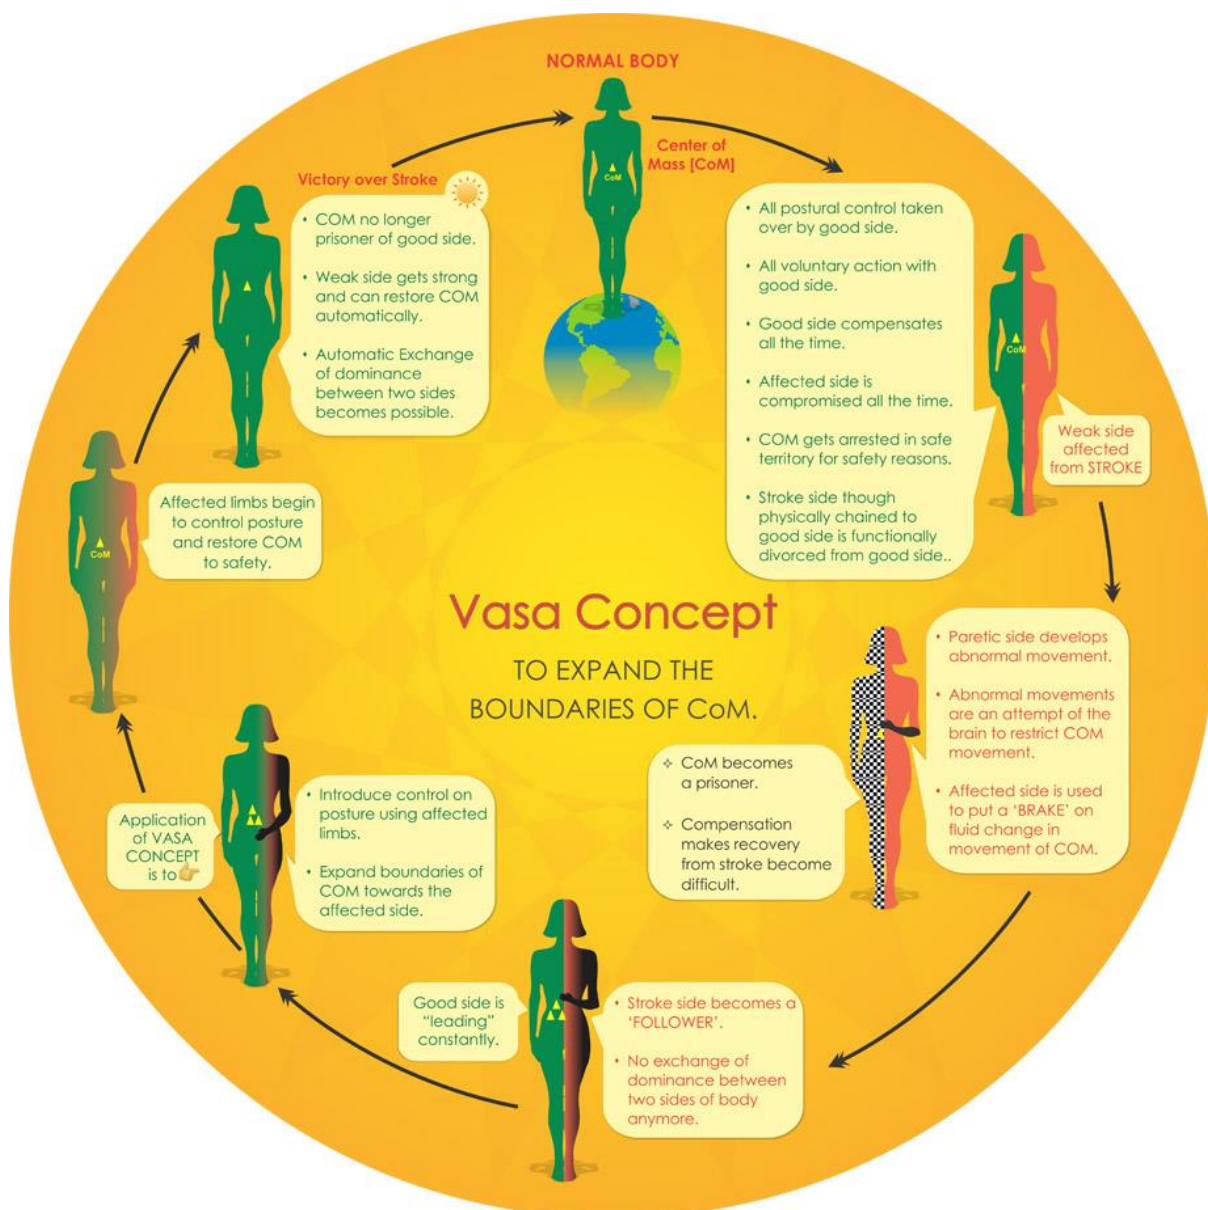 NORMAL BODY
CoM
Center of
Mass [CoM]
• All postural control taken
over by good side.
• All voluntary action with
good side.
• Good side compensates
all the time.
• Affected side is
compromised all the time.
• COM gets arrested in safe
territory for safety reasons.
• Stroke side though
physically chained to
good side is functionally
divorced from good side..
CoM
Weak side
affected
from STROKE
• Paretic side develops
abnormal movement.
• Abnormal movements
are an attempt of the
brain to restrict COM
movement.
• Affected side is used
to put a ‘BRAKE’ on
fluid change in
movement of COM.
✧ CoM becomes
a prisoner.
✧ Compensation
makes recovery
from stroke become
difficult.
• Stroke side becomes a
‘FOLLOWER’.
• No exchange of
dominance between
two sides of body
anymore.
Good side is
“leading”
constantly.
• Introduce control on
posture using affected
limbs.
• Expand boundaries of
COM towards the
affected side.
Application
of VASA
CONCEPT
is to
CoM
Affected limbs begin
to control posture
and restore COM
to safety.
Victory over Stroke
• COM no longer
prisoner of good side.
• Weak side gets strong
and can restore COM
automatically.
• Automatic Exchange
of dominance
between two sides
becomes possible.
Vasa Concept
TO EXPAND THE
BOUNDARIES OF CoM.